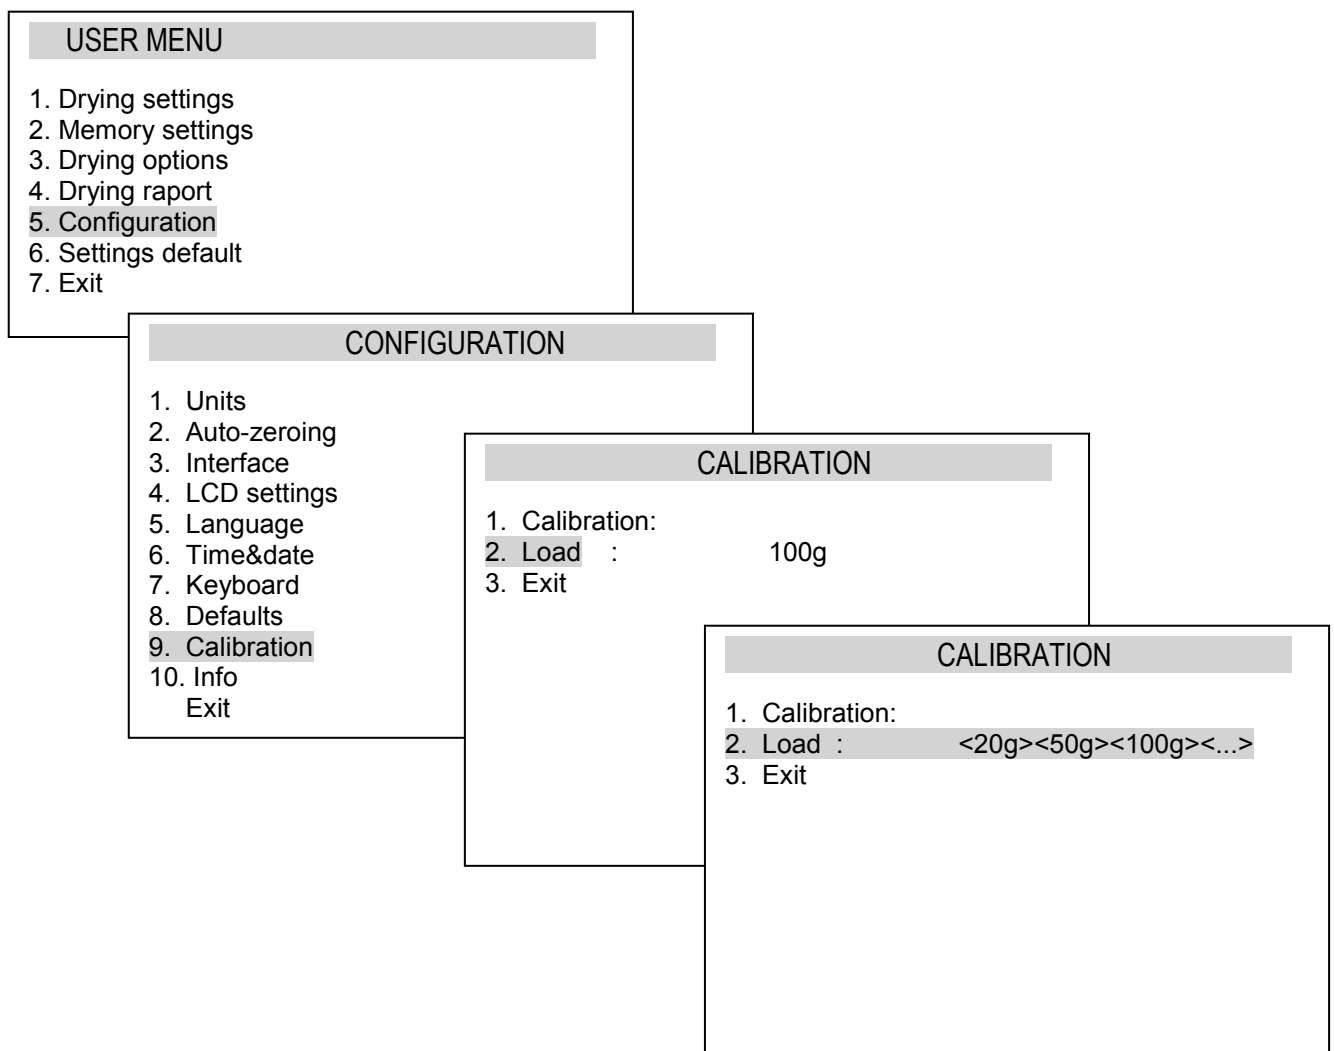 USER MENU
1. Drying settings
2. Memory settings
3. Drying options
4. Drying raport
5. Configuration
6. Settings default
7. Exit
CONFIGURATION
1. Units
2. Auto-zeroing
3. Interface
4. LCD settings
5. Language
6. Time&date
7. Keyboard
8. Defaults
9. Calibration
10. Info
Exit
CALIBRATION
1. Calibration:
2. Load : 100g
3. Exit
CALIBRATION
1. Calibration:
2. Load : <20g><50g><100g><...>
3. Exit